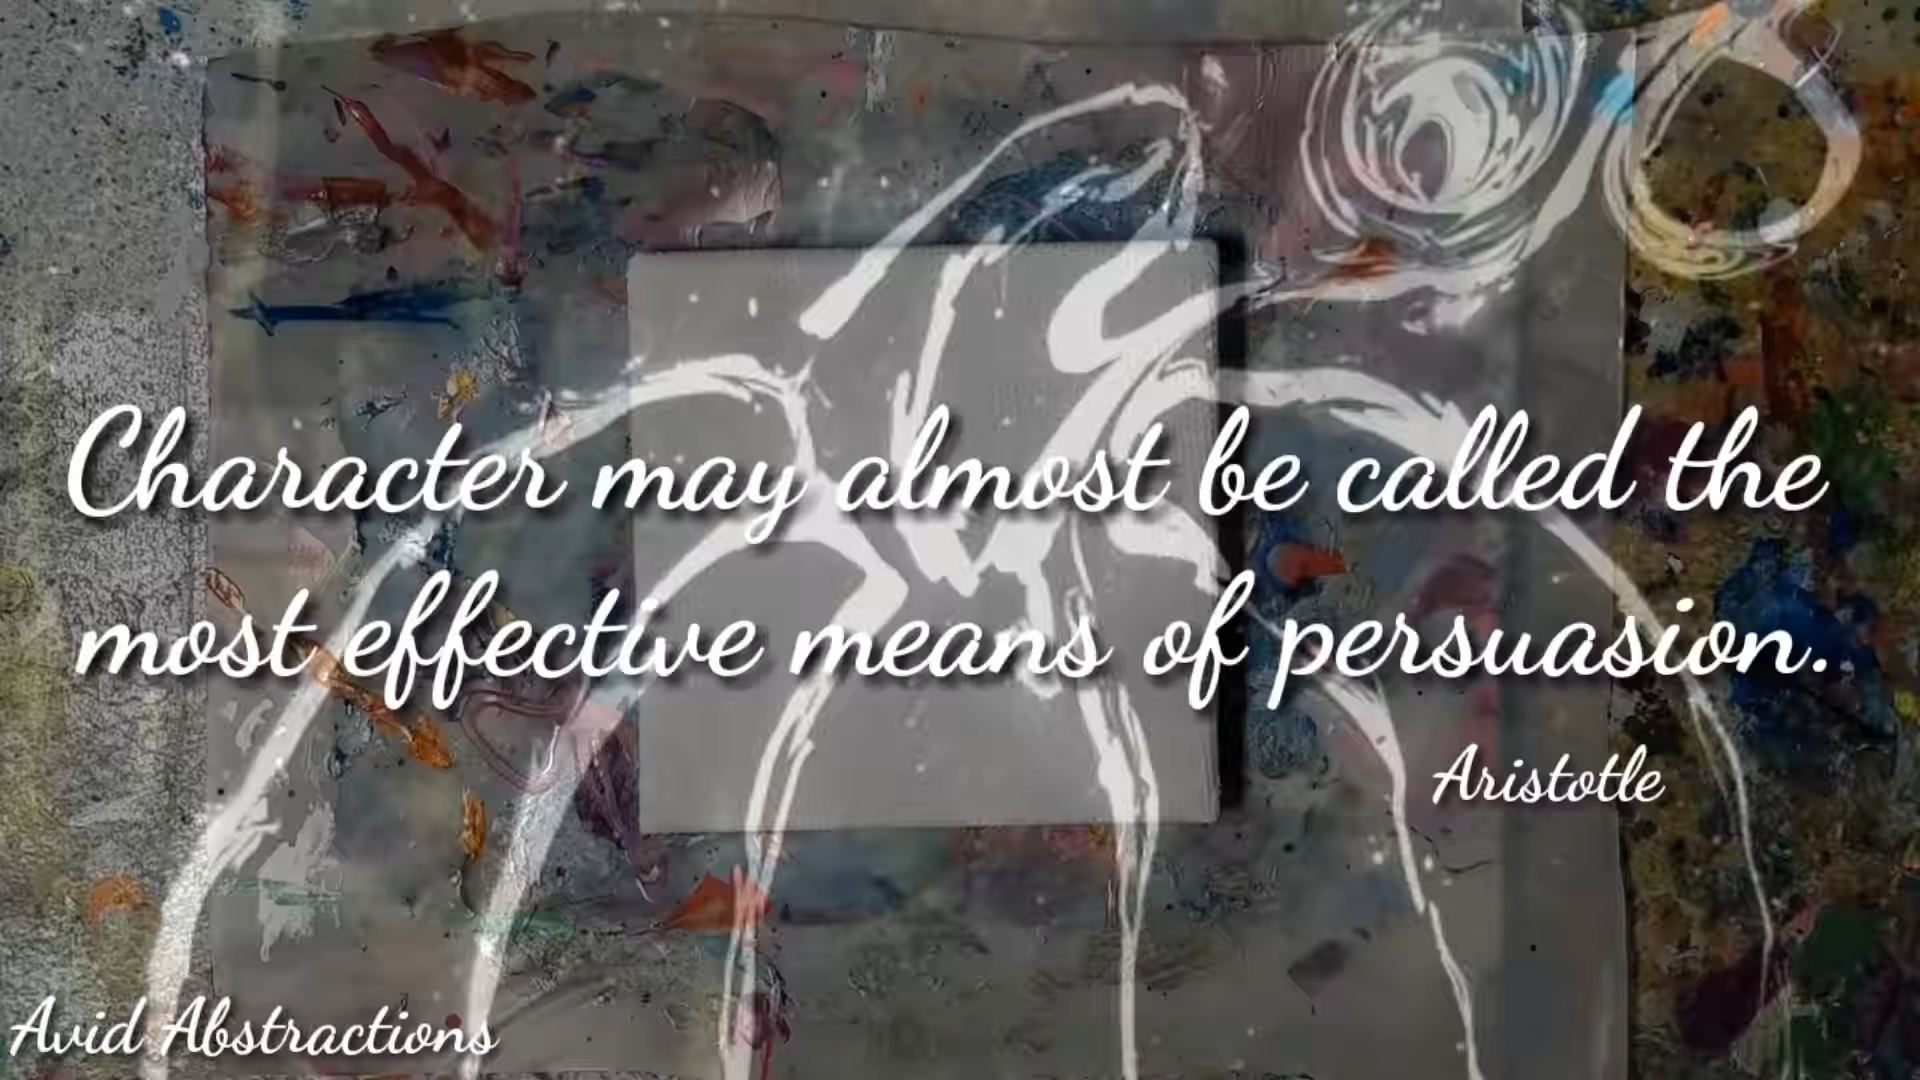 Character may almost be called the
most effective means of persuasion.
Aristotle
Avid Abstractions